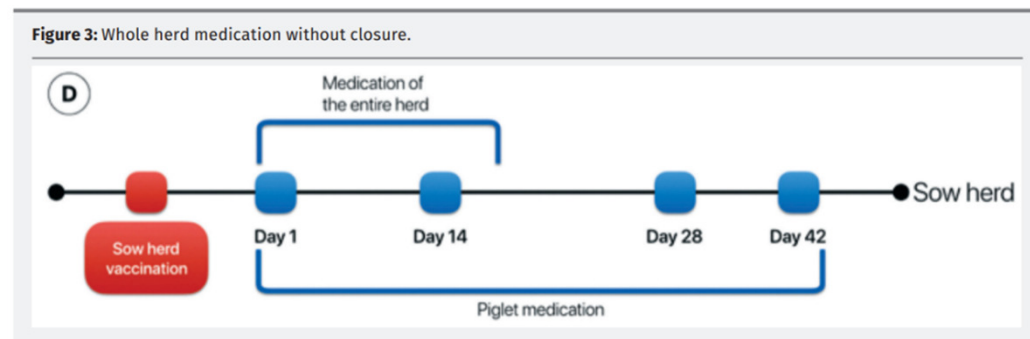 Figure 3: Whole herd medication without closure.
D
Medication of
the entire herd
Sow herd
Day 1
Day 14
Day 28
Day 42
Sow herd
vaccination
Piglet medication